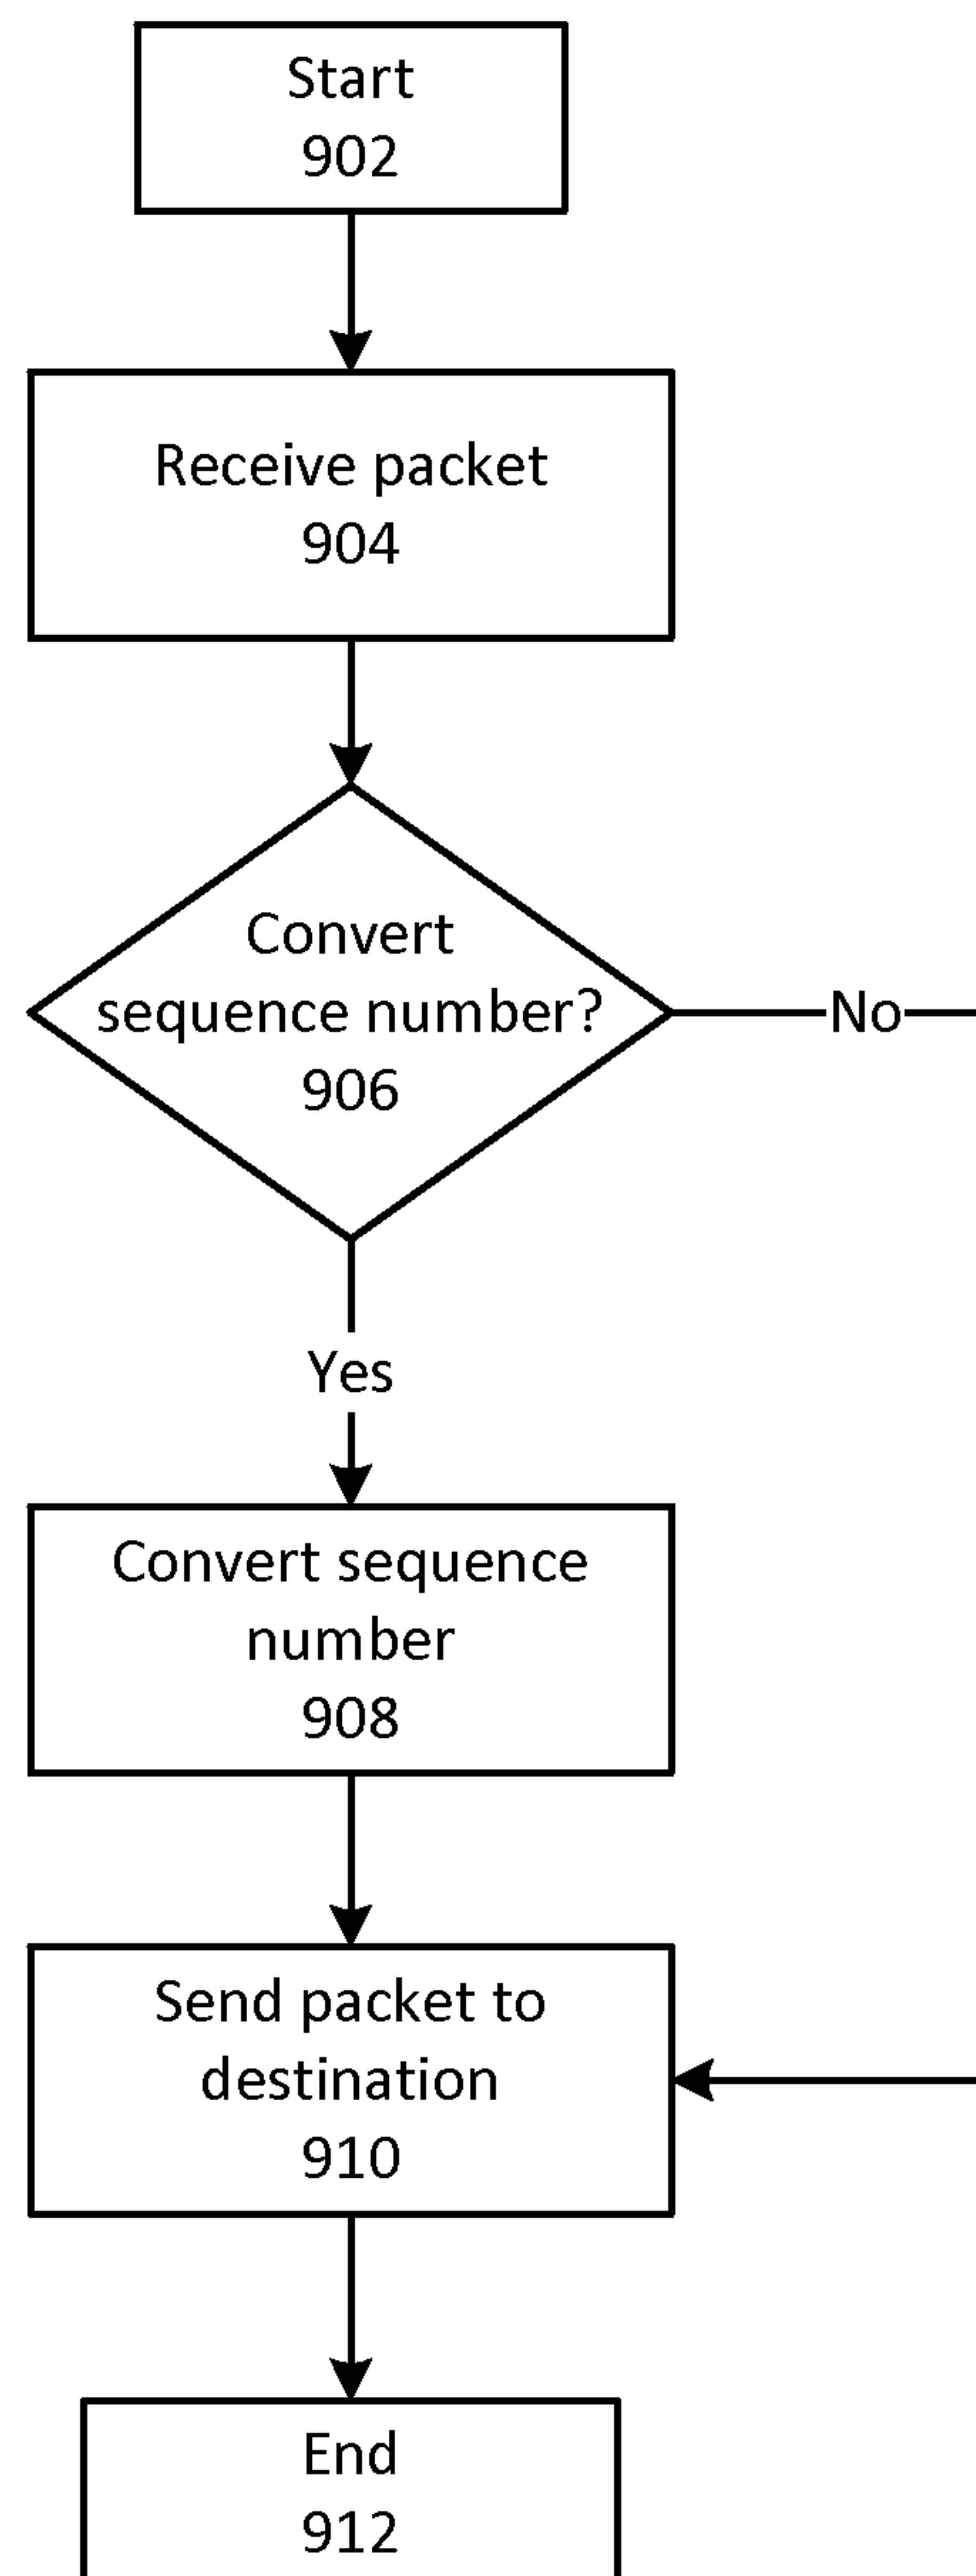 Start
902
Receive packet
904
Convert
sequence number?
906
No
Yes
Convert sequence
number
908
Send packet to
destination
910
End
912